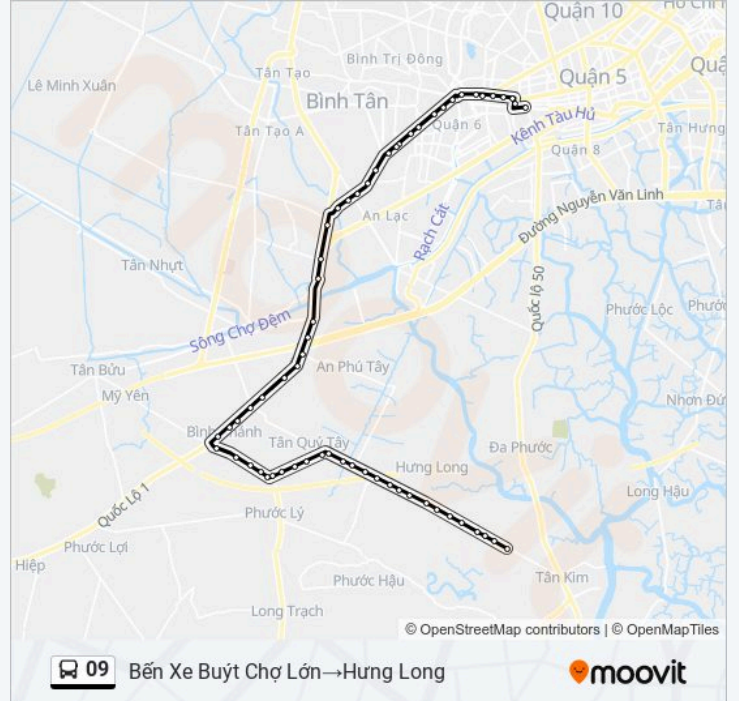 Quận 10
Bình Trị Đông
Tân Tạo
Quận 5
Lê Minh Xuân
Bình Tân
Quận 6
Kênh Tàu Hủ
Tân Tạo A
Tân Hưng
Quận 8
Đường Nguyễn Văn Linh
An Lạc
Rạch Cát
Tân Nhựt
Quốc lộ 50
Phước Lộc
Sông Chợ Đệm
Tân Bửu
An Phú Tây
Mỹ Yên
Tân Quý Tây
Đa Phước
Hưng Long
Long Hậu
Quốc Lộ 1
Phước Lý
Phước Lợi
Hiệp
Phước Hậu
Tân Kim
Long Trạch
© OpenStreetMap contributors | © OpenMapTiles
09 Bến Xe Buýt Chợ Lớn→Hưng Long
moovit